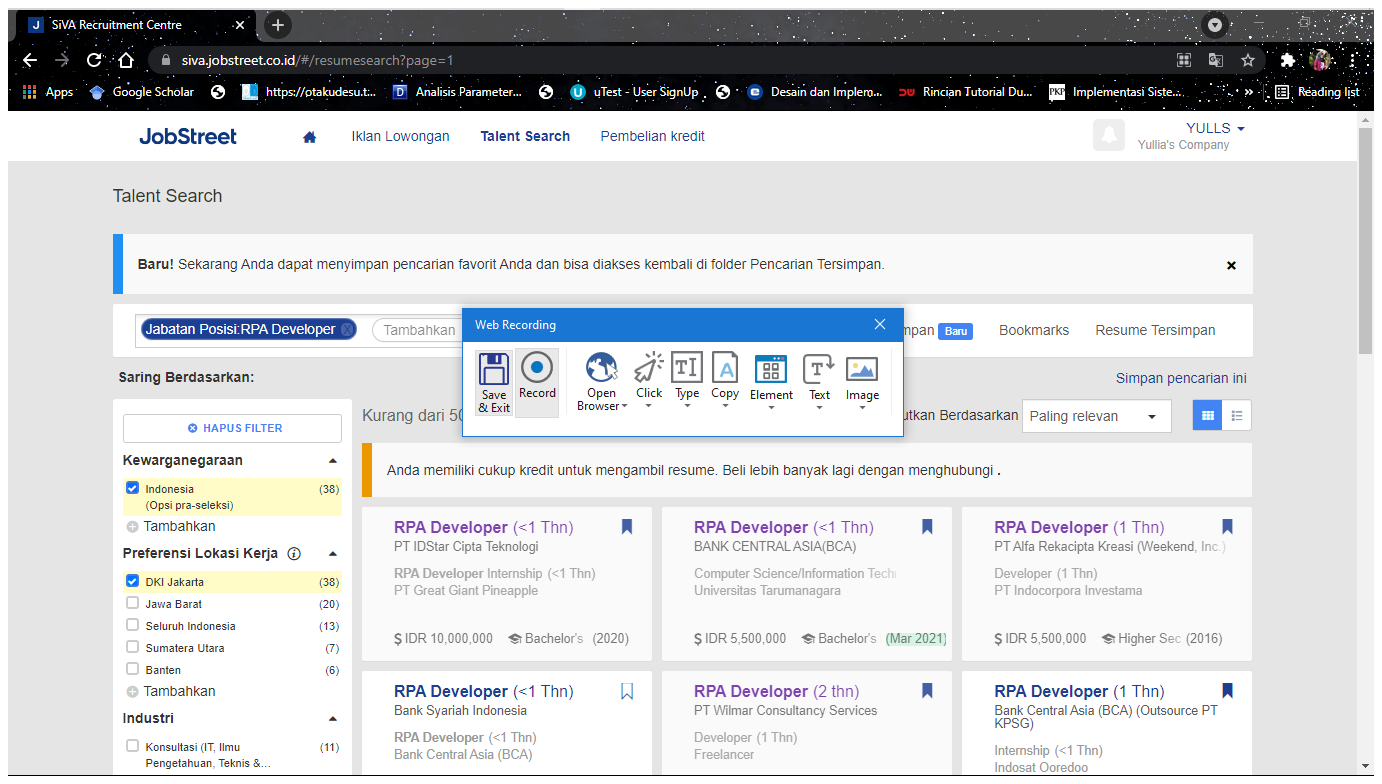 J SiVA Recruitment Centre
siva.jobstreet.co.id/#/resumesearch?page=1
Apps Google Scholar https://otakudesu.t... D Analisis Parameter... U uTest - User SignUp e Desain dan Implem... Rincian Tutorial Du... PKP Implementasi Siste... » Reading list
JobStreet Iklan Lowongan Talent Search Pembelian kredit YULLS
Yullia's Company
Talent Search
Baru! Sekarang Anda dapat menyimpan pencarian favorit Anda dan bisa diakses kembali di folder Pencarian Tersimpan.
Jabatan Posisi:RPA Developer Tambahkan mpan Baru Bookmarks Resume Tersimpan
Web Recording
Save & Exit
Record
Open Browser
Click
Type
Copy
Element
Text
Image
Saring Berdasarkan:
Simpan pencarian ini
Kurang dari 50 utkan Berdasarkan Paling relevan
HAPUS FILTER
Kewarganegaraan
Indonesia (38)
(Opsi pra-seleksi)
Tambahkan
Preferensi Lokasi Kerja
DKI Jakarta (38)
Jawa Barat (20)
Seluruh Indonesia (13)
Sumatera Utara (7)
Banten (6)
Tambahkan
Industri
Konsultasi (IT, Ilmu (11)
Pengetahuan, Teknis &...
Anda memiliki cukup kredit untuk mengambil resume. Beli lebih banyak lagi dengan menghubungi .
RPA Developer (<1 Thn)
PT IDStar Cipta Teknologi
RPA Developer Internship (<1 Thn)
PT Great Giant Pineapple
$ IDR 10,000,000 Bachelor's (2020)
RPA Developer (<1 Thn)
BANK CENTRAL ASIA(BCA)
Computer Science/Information Tech
Universitas Tarumanagara
$ IDR 5,500,000 Bachelor's (Mar 2021)
RPA Developer (1 Thn)
PT Alfa Rekacipta Kreasi (Weekend, Inc.)
Developer (1 Thn)
PT Indocorpora Investama
$ IDR 5,500,000 Higher Sec (2016)
RPA Developer (<1 Thn)
Bank Syariah Indonesia
RPA Developer (<1 Thn)
Bank Central Asia (BCA)
RPA Developer (2 thn)
PT Wilmar Consultancy Services
Developer (1 Thn)
Freelancer
RPA Developer (1 Thn)
Bank Central Asia (BCA) (Outsource PT
KPSG)
Internship (<1 Thn)
Indosat Ooredoo